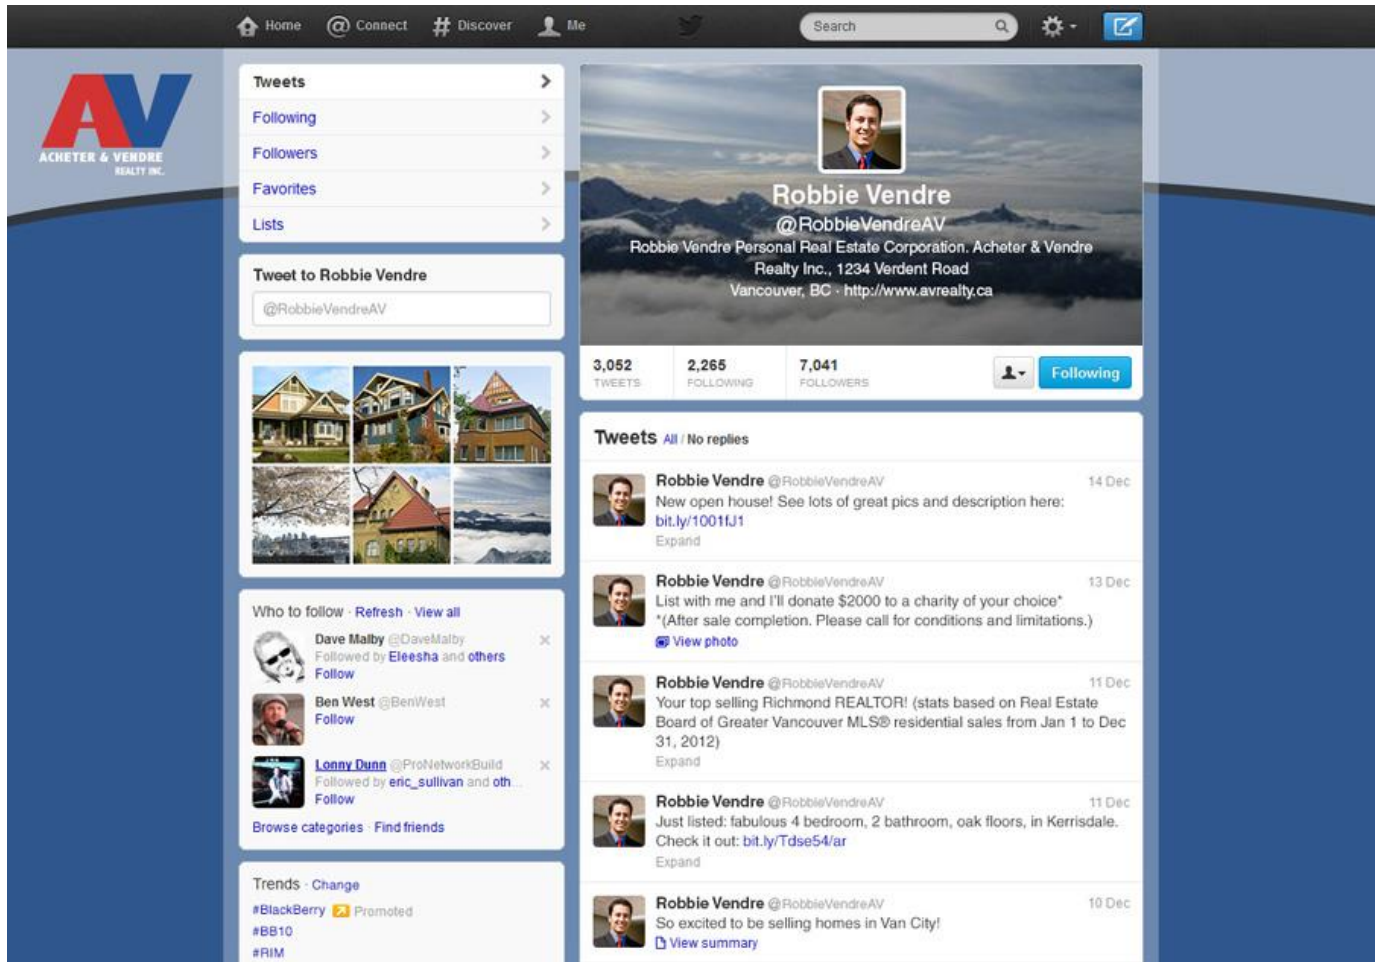 Home
@ Connect
# Discover
Me
Search
AV
ACHETER & VENDRE
REALTY INC.
Tweets
Following
Followers
Favorites
Lists
Tweet to Robbie Vendre
@RobbieVendreAV
Who to follow · Refresh · View all
Dave Malby @DaveMalby
Followed by Eleesha and others
Follow
Ben West @BenWest
Follow
Lonny Dunn @ProNetworkBuild
Followed by eric_sullivan and oth...
Follow
Browse categories · Find friends
Trends · Change
#BlackBerry Promoted
#BB10
#RIM
Robbie Vendre
@RobbieVendreAV
Robbie Vendre Personal Real Estate Corporation. Acheter & Vendre
Realty Inc., 1234 Verdent Road
Vancouver, BC · http://www.avrealty.ca
3,052
TWEETS
2,265
FOLLOWING
7,041
FOLLOWERS
Following
Tweets All / No replies
Robbie Vendre @RobbieVendreAV 14 Dec
New open house! See lots of great pics and description here:
bit.ly/1001fJ1
Expand
Robbie Vendre @RobbieVendreAV 13 Dec
List with me and I'll donate $2000 to a charity of your choice*
*(After sale completion. Please call for conditions and limitations.)
View photo
Robbie Vendre @RobbieVendreAV 11 Dec
Your top selling Richmond REALTOR! (stats based on Real Estate
Board of Greater Vancouver MLS® residential sales from Jan 1 to Dec
31, 2012)
Expand
Robbie Vendre @RobbieVendreAV 11 Dec
Just listed: fabulous 4 bedroom, 2 bathroom, oak floors, in Kerrisdale.
Check it out: bit.ly/Tdse54/ar
Expand
Robbie Vendre @RobbieVendreAV 10 Dec
So excited to be selling homes in Van City!
View summary